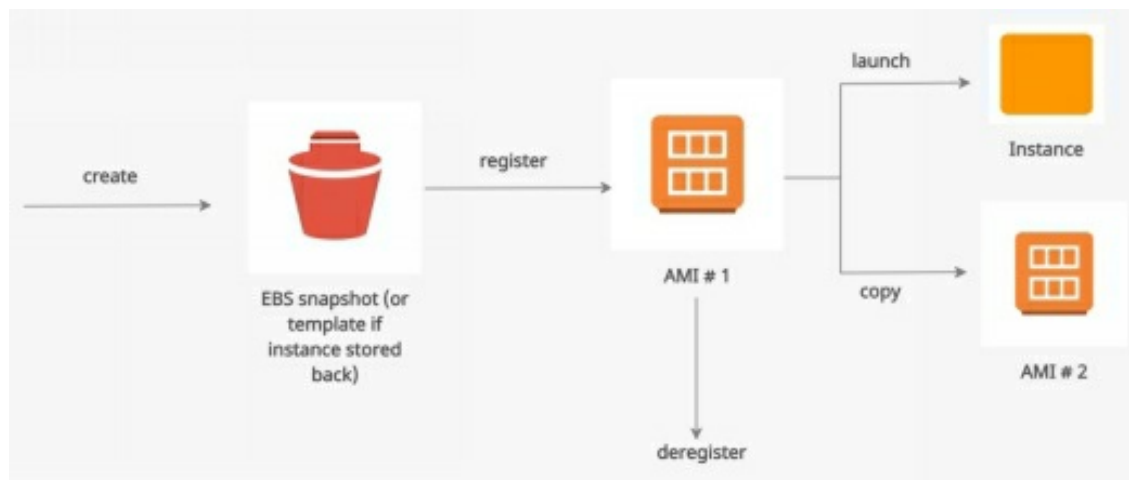 create
EBS snapshot (or
template if
instance stored
back)
register
AMI # 1
deregister
launch
Instance
copy
AMI # 2